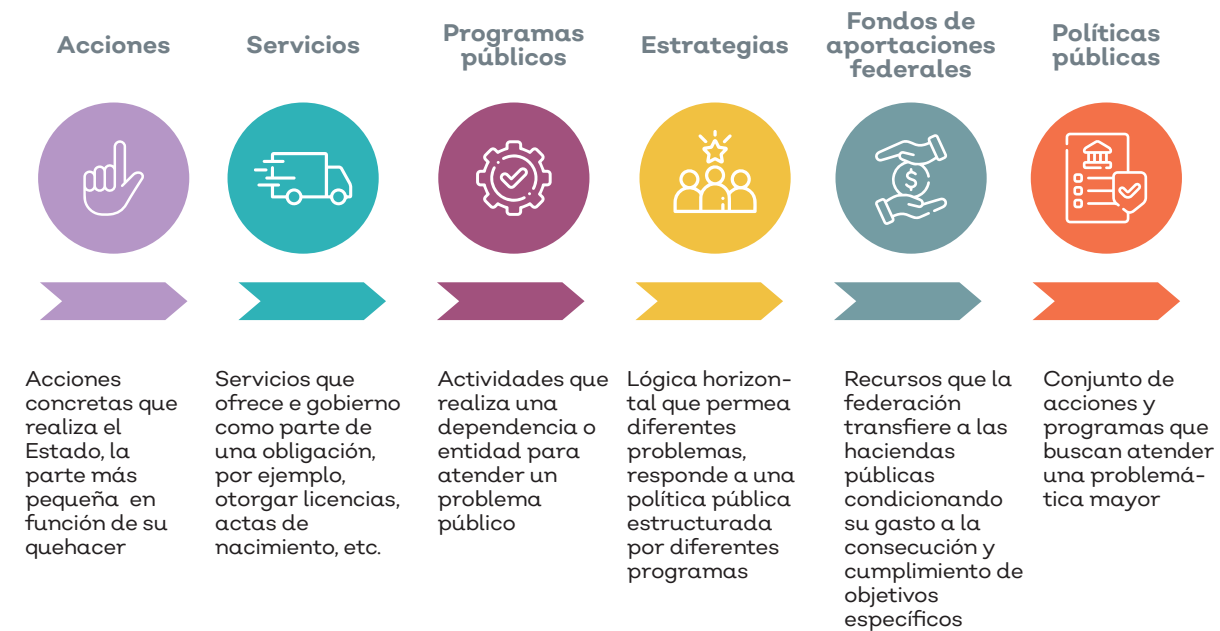 Acciones
Acciones
concretas que
realiza el
Estado, la
parte más
pequeña en
función de su
quehacer
Servicios
Servicios que
ofrece e gobierno
como parte de
una obligación,
por ejemplo,
otorgar licencias,
actas de
nacimiento, etc.
Programas
públicos
Actividades que
realiza una
dependencia o
entidad para
atender un
problema
público
Estrategias
Lógica horizon-
tal que permea
diferentes
problemas,
responde a una
política pública
estructurada
por diferentes
programas
Fondos de
aportaciones
federales
$
Recursos que la
federación
transfiere a las
haciendas
públicas
condicionando
su gasto a la
consecución y
cumplimiento de
objetivos
específicos
Políticas
públicas
Conjunto de
acciones y
programas que
buscan atender
una problemá-
tica mayor